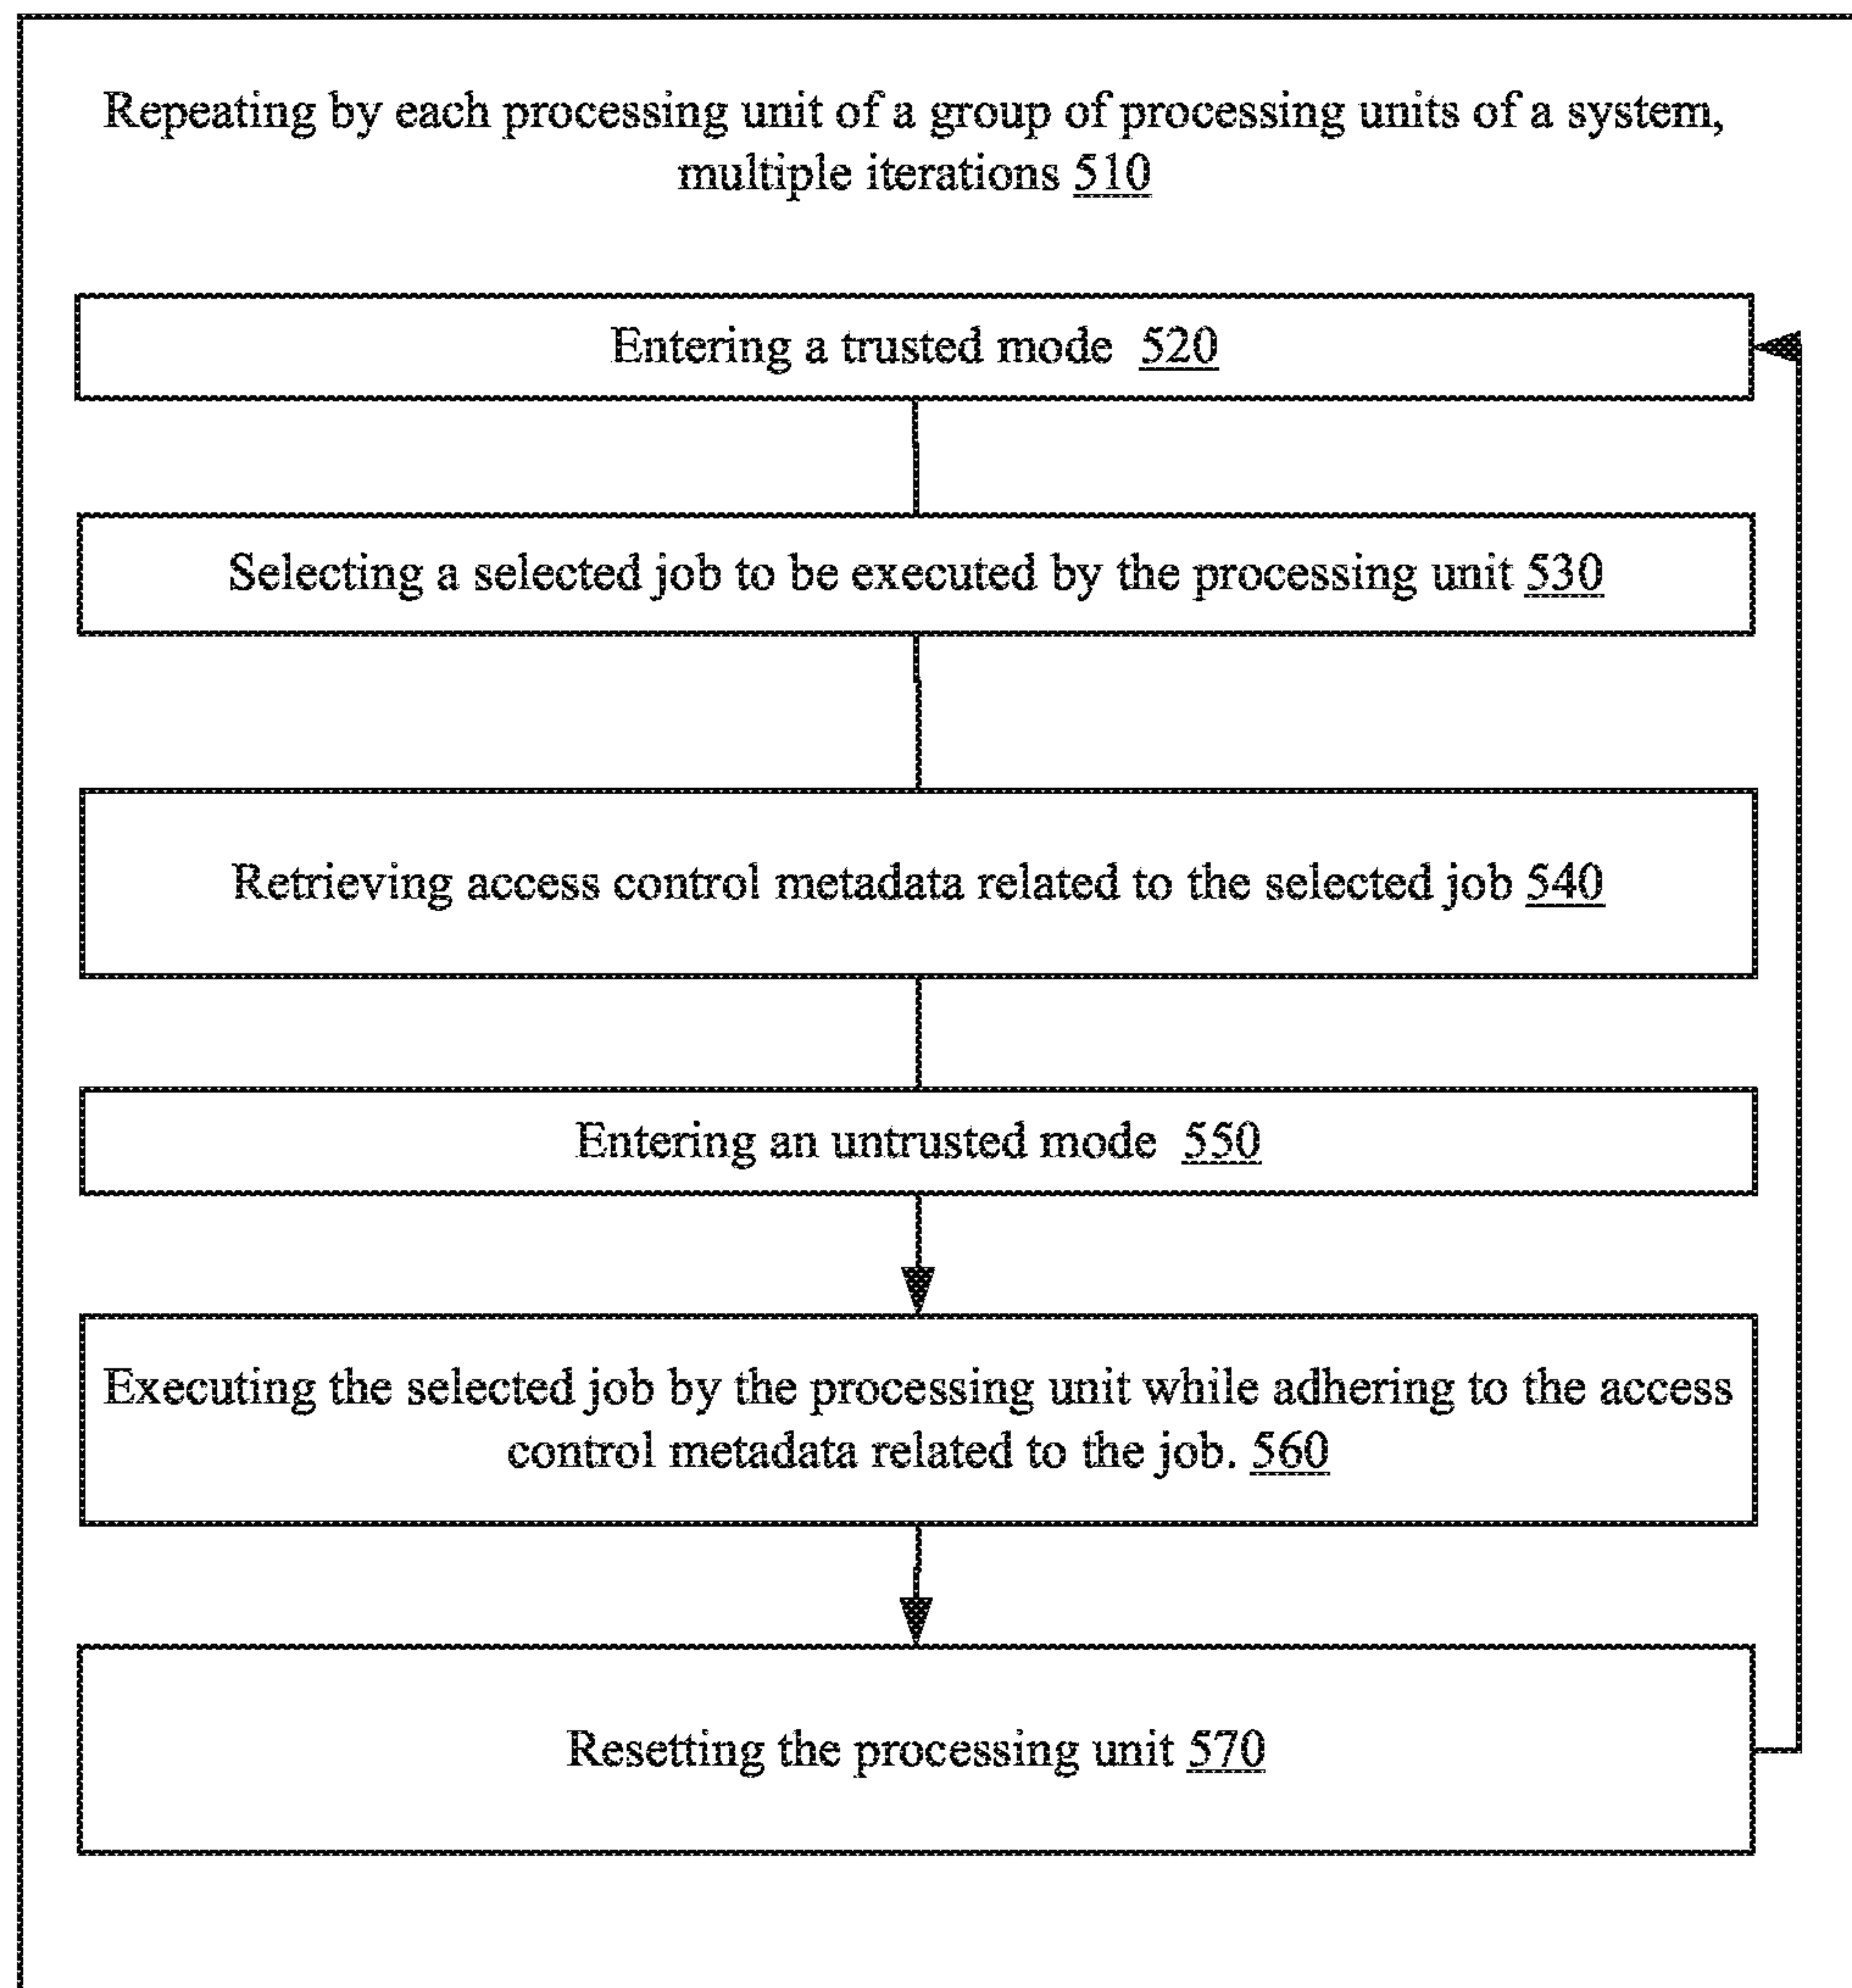 Repeating by each processing unit of a group of processing units of a system,
multiple iterations 510
Entering a trusted mode 520
Selecting a selected job to be executed by the processing unit 530
Retrieving access control metadata related to the selected job 540
Entering an untrusted mode 550
Executing the selected job by the processing unit while adhering to the access
control metadata related to the job. 560
Resetting the processing unit 570